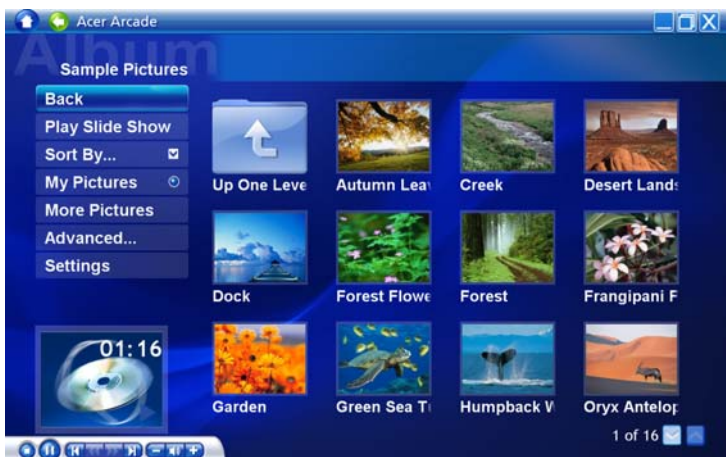 Acer Arcade
Album
Sample Pictures
Back
Play Slide Show
Sort By...
My Pictures
More Pictures
Advanced...
Settings
Up One Leve
Autumn Lea
Creek
Desert Lands
Dock
Forest Flowe
Forest
Frangipani F
Garden
Green Sea T
Humpback W
Oryx Antelop
01:16
1 of 16